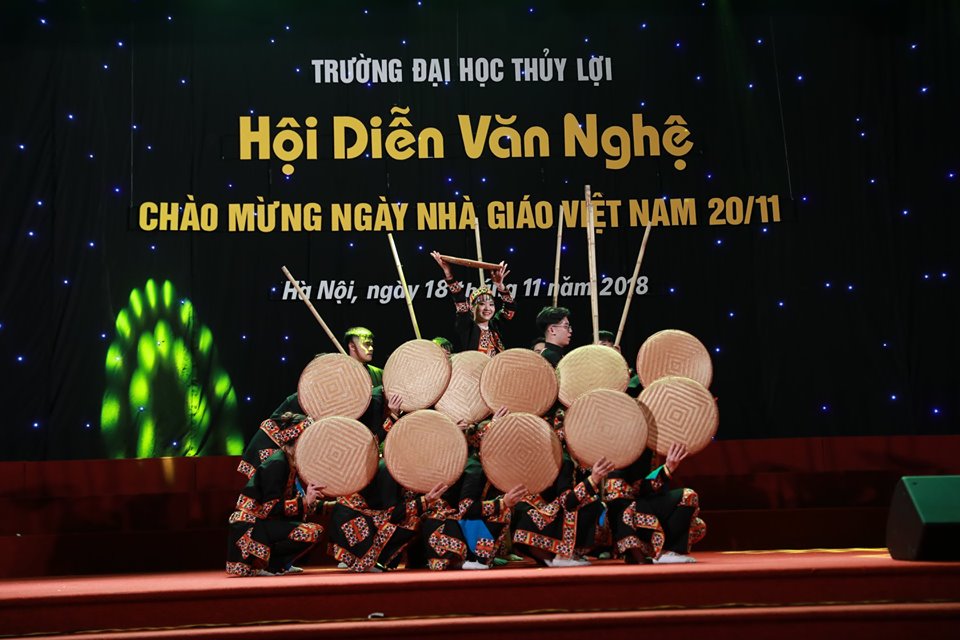 TRƯỜNG ĐẠI HỌC THỦY LỢI
Hội Diễn Văn Nghệ
CHÀO MỪNG NGÀY NHÀ GIÁO VIỆT NAM 20/11
Hà Nội, ngày 18 tháng 11 năm 2018